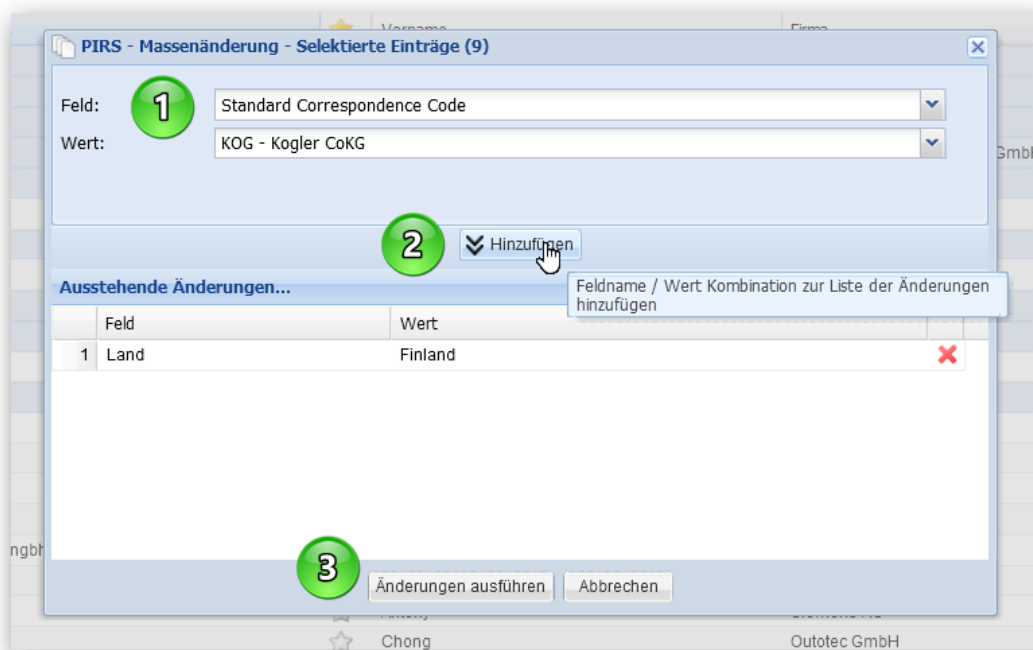 Vorname Firma
PIRS - Massenänderung - Selektierte Einträge (9)
1
Feld: Standard Correspondence Code
Wert: KOG - Kogler CoKG
GmbH
2
Hinzufügen
Ausstehende Änderungen...
Feldname / Wert Kombination zur Liste der Änderungen
hinzufügen
Feld Wert
1 Land Finland
3
Änderungen ausführen Abbrechen
Chong Outotec GmbH